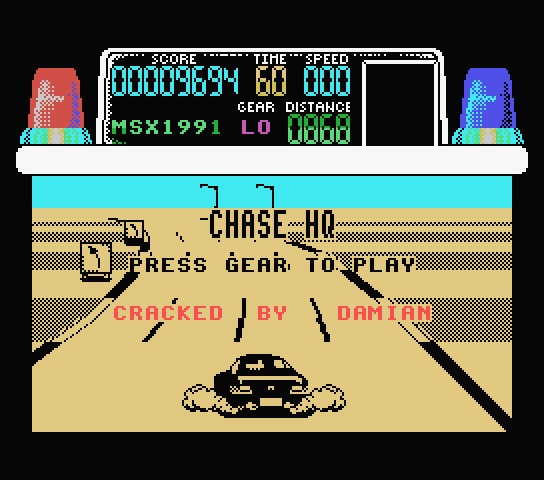 SCORE TIME SPEED
00009694 60 000
GEAR DISTANCE
MSX1991 LO 0868
CHASE HQ
PRESS GEAR TO PLAY
CRACKED BY DAMIAN